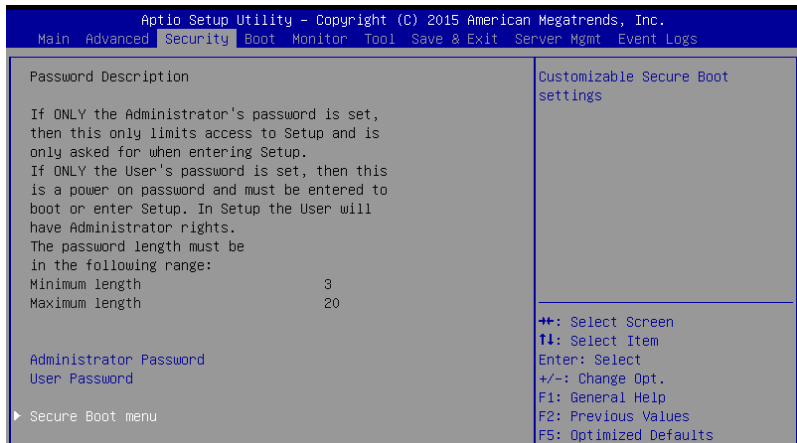 Aptio Setup Utility – Copyright (C) 2015 American Megatrends, Inc.
Main Advanced Security Boot Monitor Tool Save & Exit Server Mgmt Event Logs
Password Description
If ONLY the Administrator's password is set,
then this only limits access to Setup and is
only asked for when entering Setup.
If ONLY the User's password is set, then this
is a power on password and must be entered to
boot or enter Setup. In Setup the User will
have Administrator rights.
The password length must be
in the following range:
Minimum length 3
Maximum length 20
Administrator Password
User Password
Secure Boot menu
Customizable Secure Boot
settings
→←: Select Screen
↑↓: Select Item
Enter: Select
+/-: Change Opt.
F1: General Help
F2: Previous Values
F5: Optimized Defaults